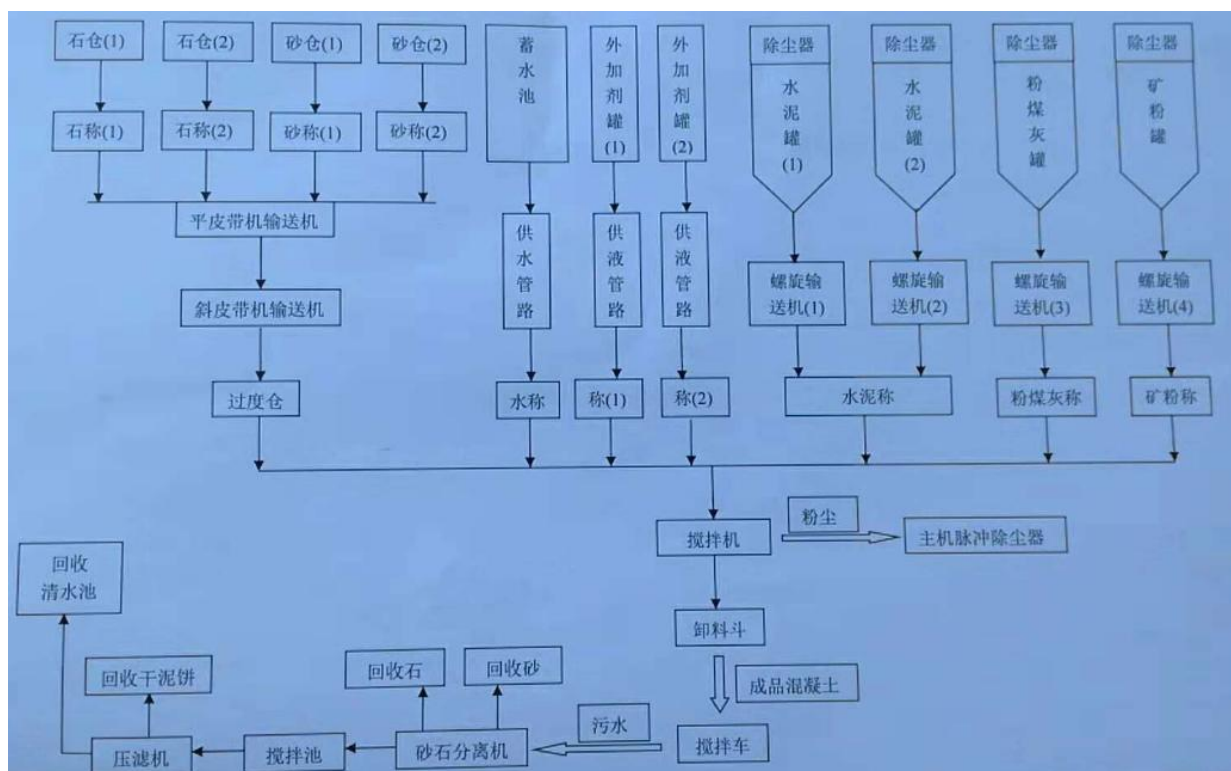 石仓(1)
石仓(2)
砂仓(1)
砂仓(2)
蓄水池
外加剂罐(1)
外加剂罐(2)
除尘器
水泥罐(1)
除尘器
水泥罐(2)
除尘器
粉煤灰罐
除尘器
矿粉罐
石称(1)
石称(2)
砂称(1)
砂称(2)
平皮带机输送机
供水管路
供液管路
供液管路
螺旋输
送机(1)
螺旋输
送机(2)
螺旋输
送机(3)
螺旋输
送机(4)
斜皮带机输送机
过度仓
水称
称(1)
称(2)
水泥称
粉煤灰称
矿粉称
搅拌机
粉尘
主机脉冲除尘器
回收
清水池
卸料斗
回收干泥饼
回收石
回收砂
成品混凝土
压滤机
搅拌池
砂石分离机
污水
搅拌车